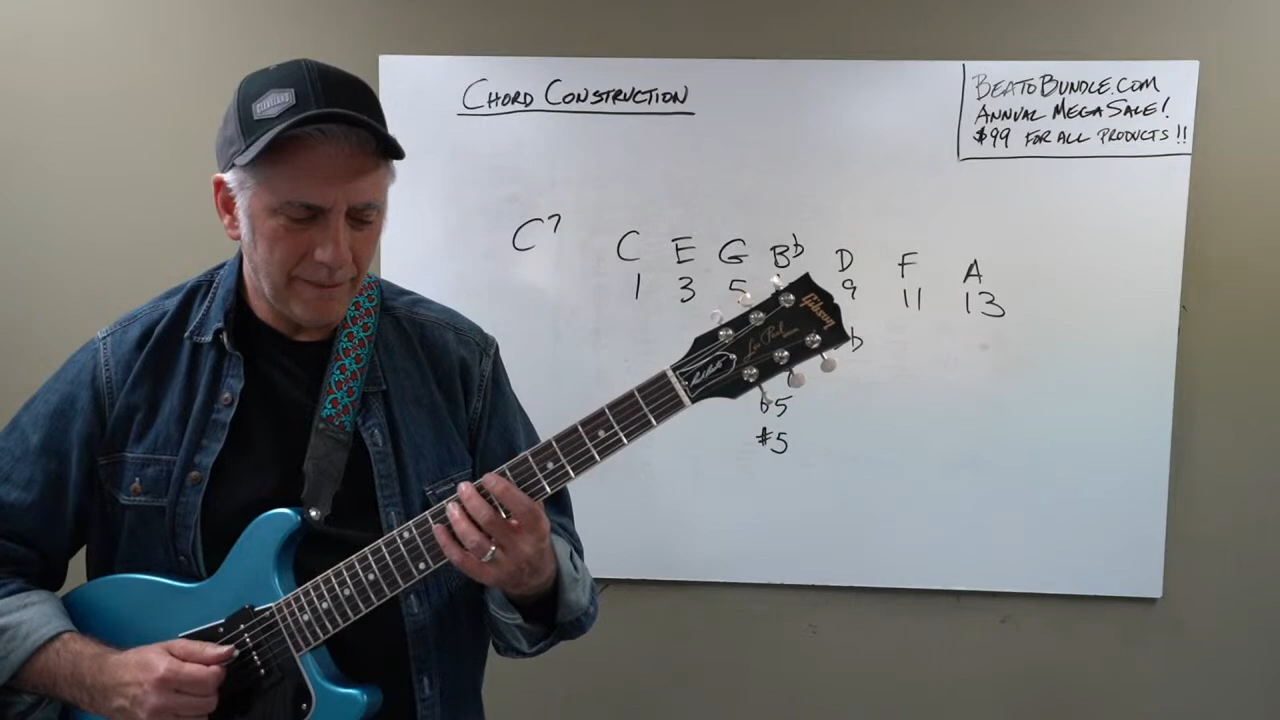 CHORD CONSTRUCTION
BEATOBUNDLE.COM
ANNUAL MEGA SALE!
$99 FOR ALL PRODUCTS!!
C7 C E G Bb D F A
1 3 5 9 11 13
b
b5
#5
CLEVELAND
Gibson
Les Paul